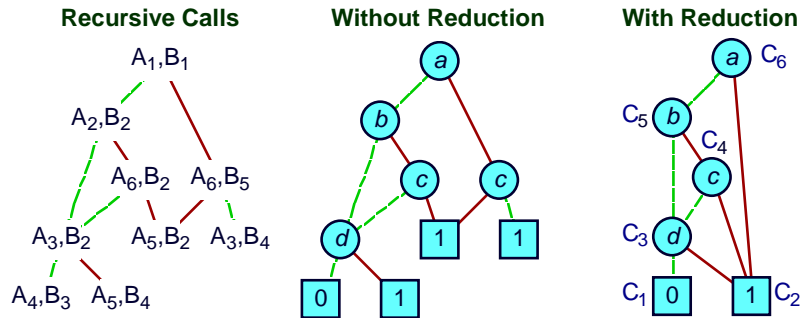 Recursive Calls
Without Reduction
With Reduction
A1,B1
A2,B2
A6,B2
A6,B5
A3,B2
A5,B2
A3,B4
A4,B3
A5,B4
a
b
c
c
d
1
1
0
1
a
C6
C5
b
C4
c
C3
d
C1
0
1
C2